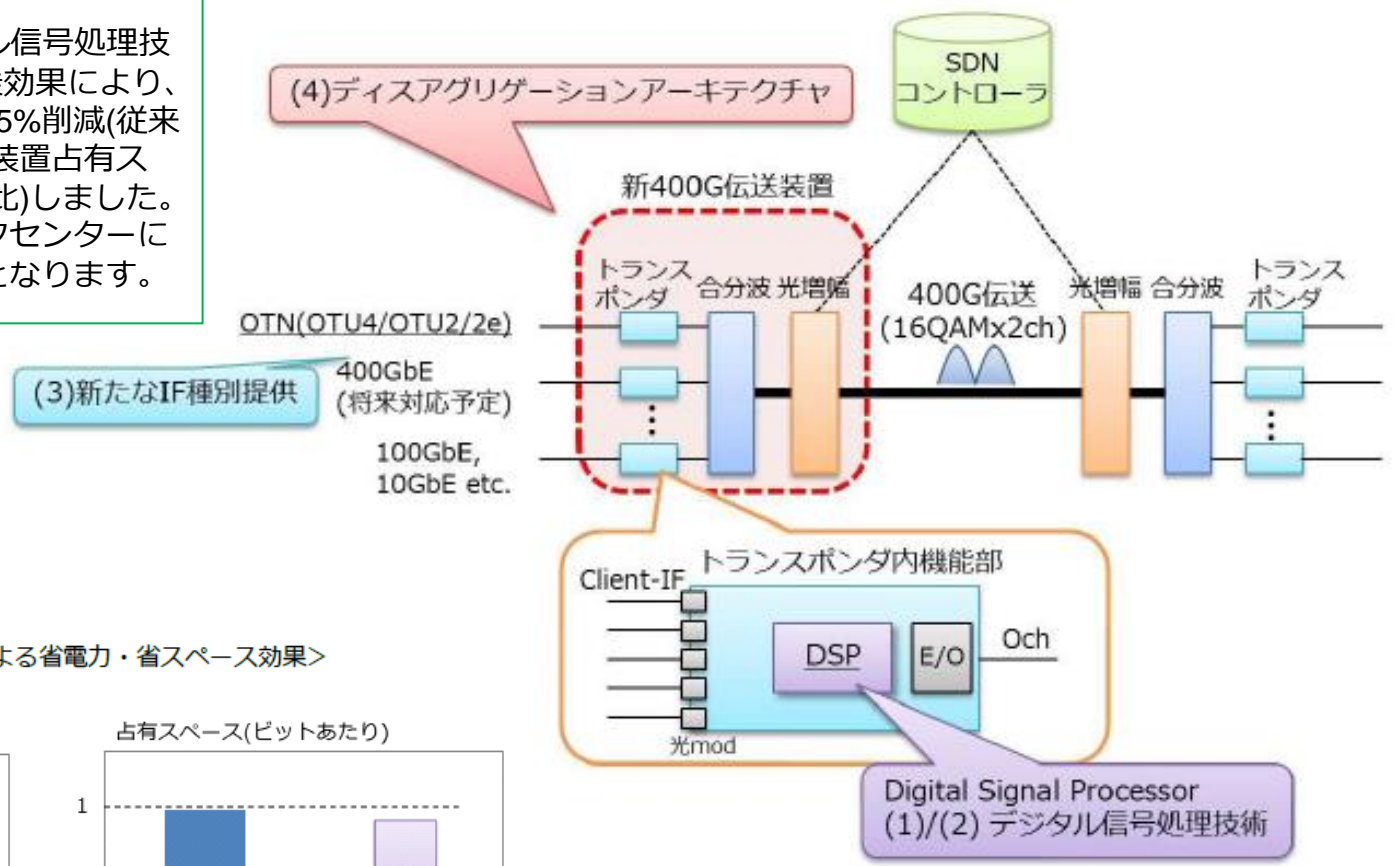 ル信号処理技
効果により、
5%削減(従来
装置占有ス
比)しました。
クセンターに
となります。
(4)ディスアグリゲーションアーキテクチャ
SDN
コントローラ
新400G伝送装置
トランス
ポンダ
合分波
光増幅
400G伝送
(16QAMx2ch)
光増幅
合分波
トランス
ポンダ
OTN(OTU4/OTU2/2e)
(3)新たなIF種別提供
400GbE
(将来対応予定)
100GbE,
10GbE etc.
トランスポンダ内機能部
Client-IF
DSP
E/O
Och
光mod
Digital Signal Processor
(1)/(2) デジタル信号処理技術
よる省電力・省スペース効果>
占有スペース(ビットあたり)
1